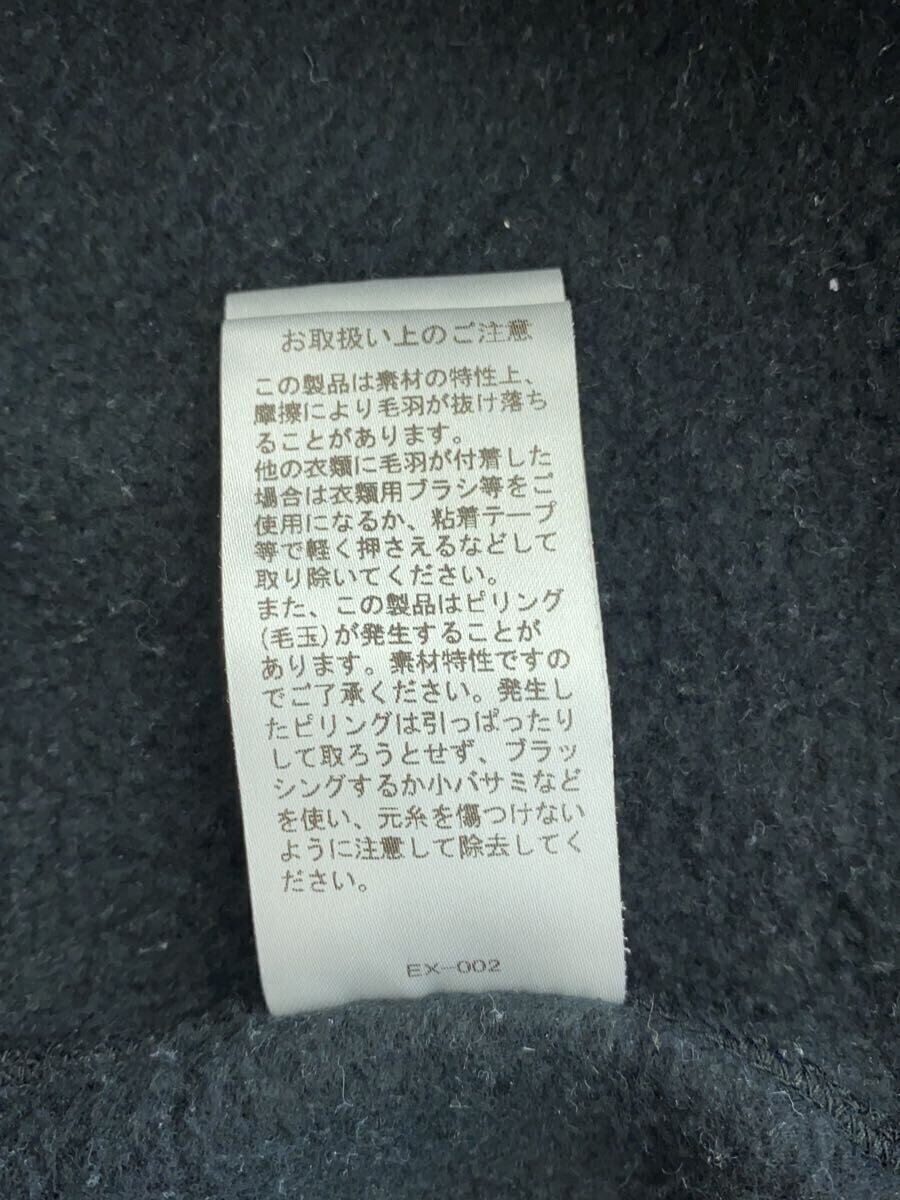 お取扱い上のご注意
この製品は素材の特性上、
摩擦により毛羽が抜け落ち
ることがあります。
他の衣類に毛羽が付着した
場合は衣類用ブラシ等をご
使用になるか、粘着テープ
等で軽く押さえるなどして
取り除いてください。
また、この製品はピリング
(毛玉)が発生することが
あります。素材特性ですの
でご了承ください。発生し
たピリングは引っぱったり
して取ろうとせず、ブラッ
シングするか小バサミなど
を使い、元糸を傷つけない
ように注意して除去してく
ださい。
EX-002